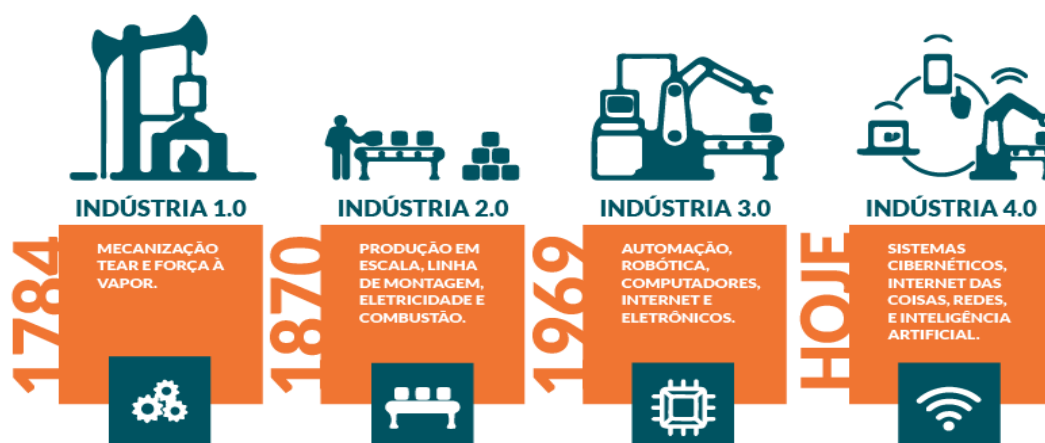 INDÚSTRIA 1.0
1784
MECANIZAÇÃO
TEAR E FORÇA À
VAPOR.
INDÚSTRIA 2.0
1870
PRODUÇÃO EM
ESCALA, LINHA
DE MONTAGEM,
ELETRICIDADE E
COMBUSTÃO.
INDÚSTRIA 3.0
1969
AUTOMAÇÃO,
ROBÓTICA,
COMPUTADORES,
INTERNET E
ELETRÔNICOS.
INDÚSTRIA 4.0
HOJE
SISTEMAS
CIBERNÉTICOS,
INTERNET DAS
COISAS, REDES,
E INTELIGÊNCIA
ARTIFICIAL.